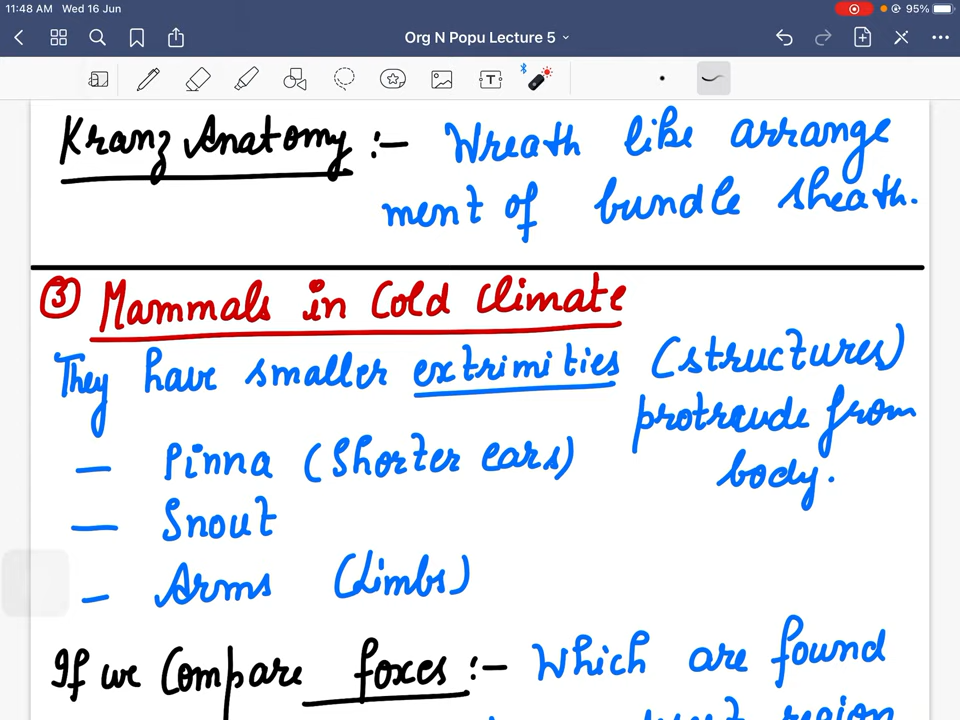 11:48 AM Wed 16 Jun
95%
Org N Popu Lecture 5
Kranz Anatomy :- Wreath like arrange
ment of bundle sheath.
③ Mammals in Cold Climate
They have smaller extrimities (structures)
protrude from
body.
— Pinna (Shorter ears)
— Snout
- Arms (Limbs)
If we Compare foxes :- Which are found
desert region